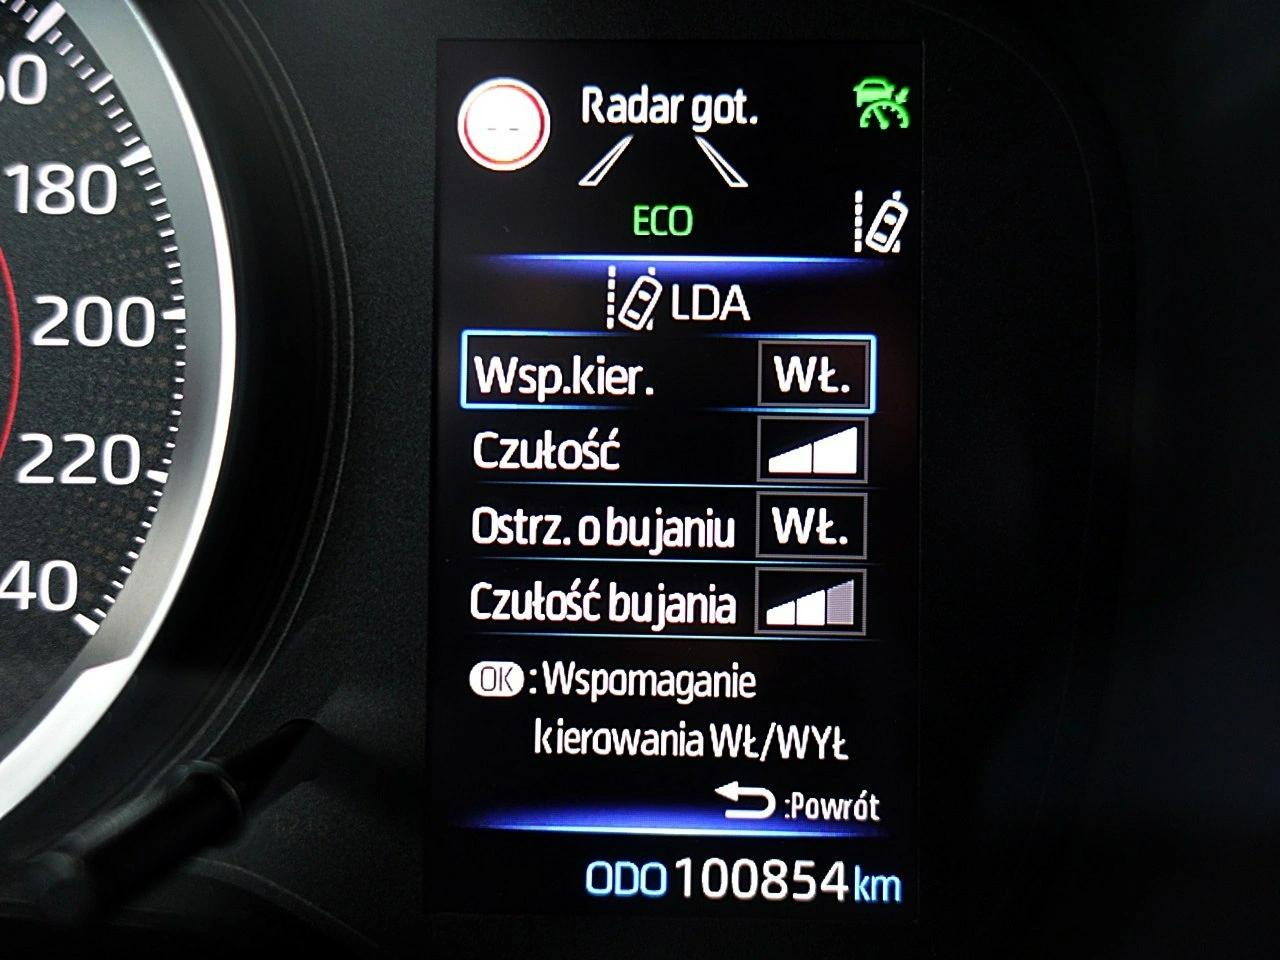 180
200
220
Radar got.
ECO
LDA
Wsp.kier. WŁ.
Czułość
Ostrz. o bujaniu WŁ.
Czułość bujania
OK :Wspomaganie
kierowania WŁ/WYŁ
:Powrót
ODO 100854 km